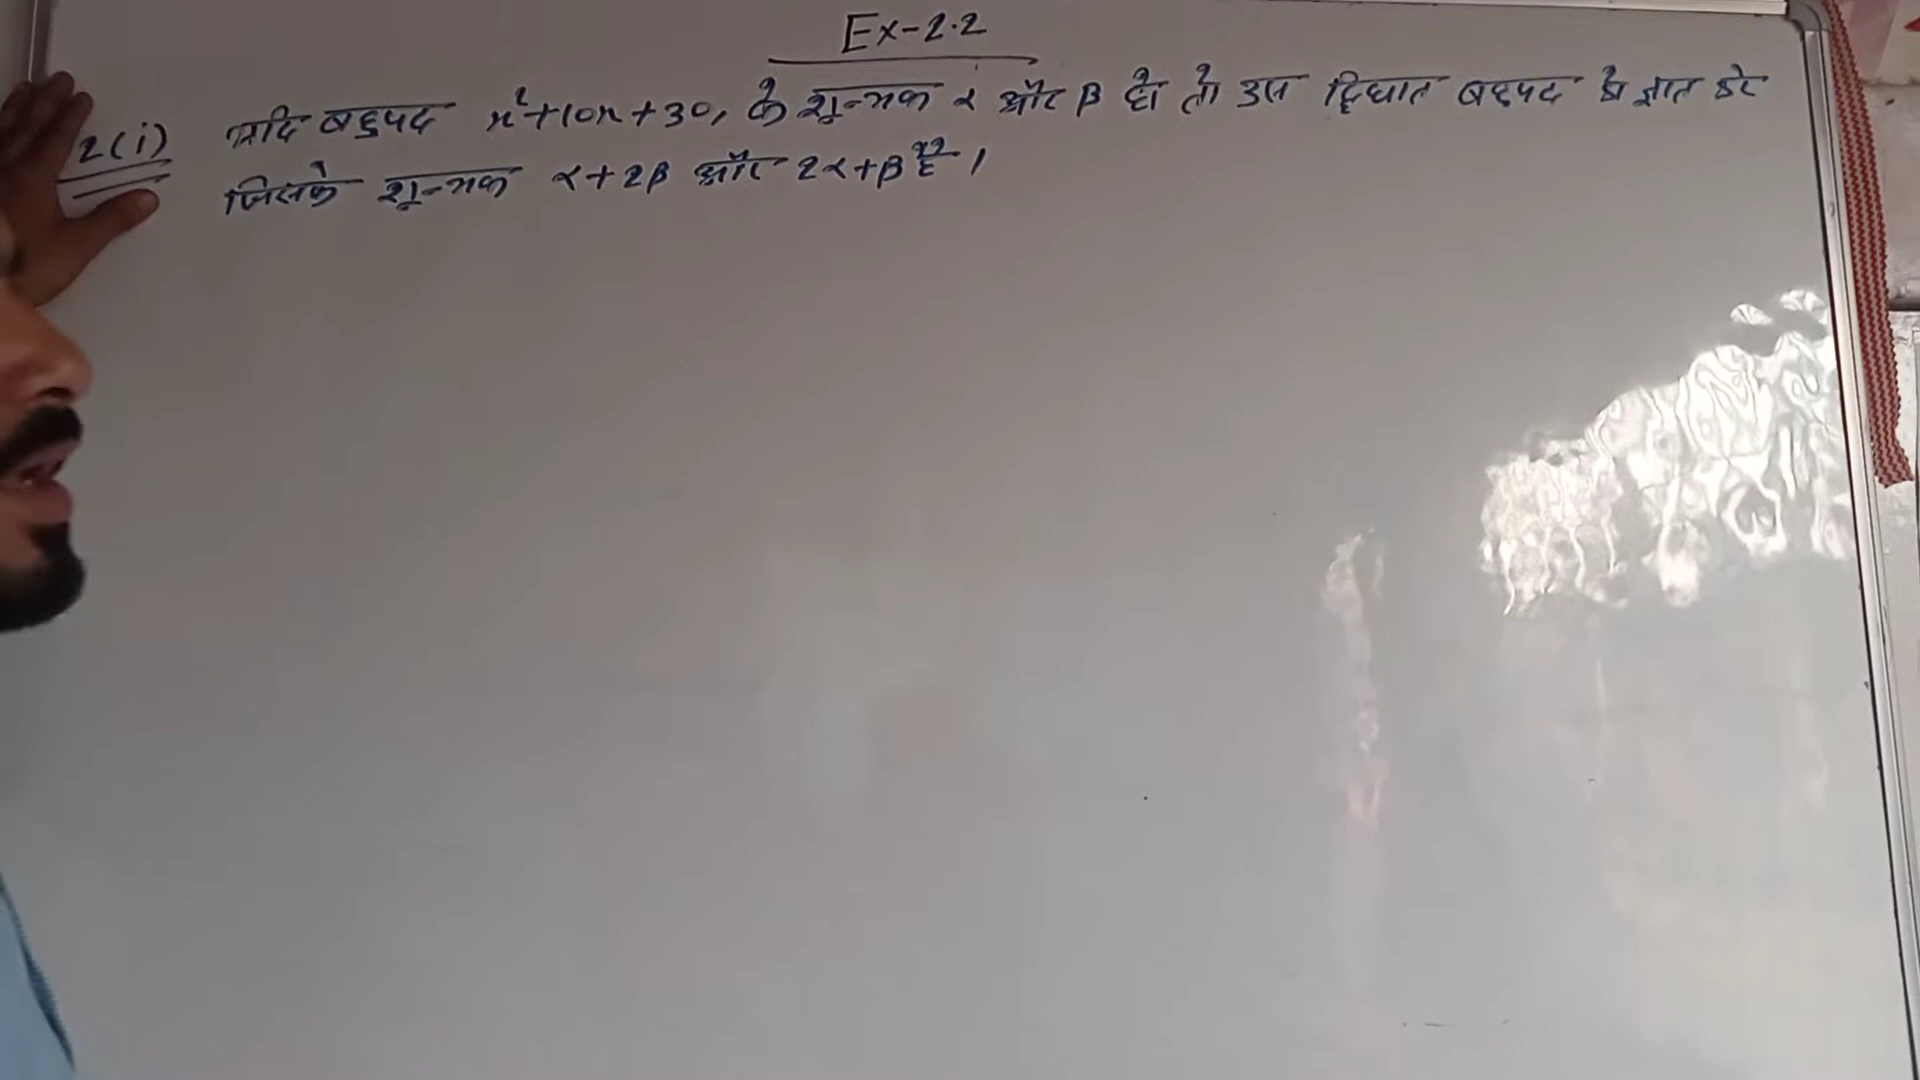 Ex-2.2
2(i) यदि बहुपद x²+10x+30, के शून्यक α और β हो तो उस द्विघात बहुपद को ज्ञात करे
जिसके शून्यक α+2β और 2α+β हैं ।